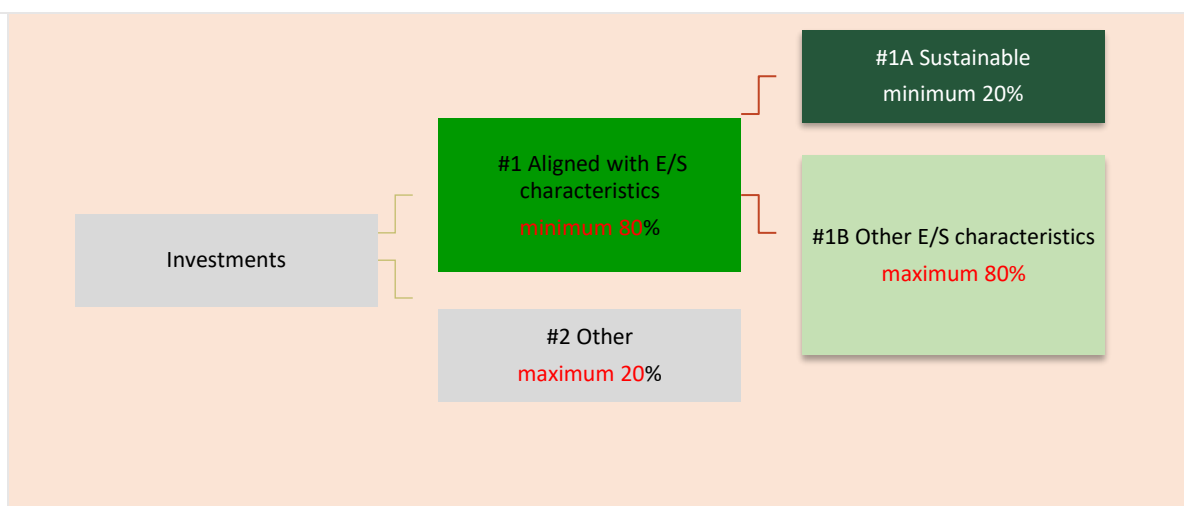 Investments
#1 Aligned with E/S
characteristics
minimum 80%
#2 Other
maximum 20%
#1A Sustainable
minimum 20%
#1B Other E/S characteristics
maximum 80%